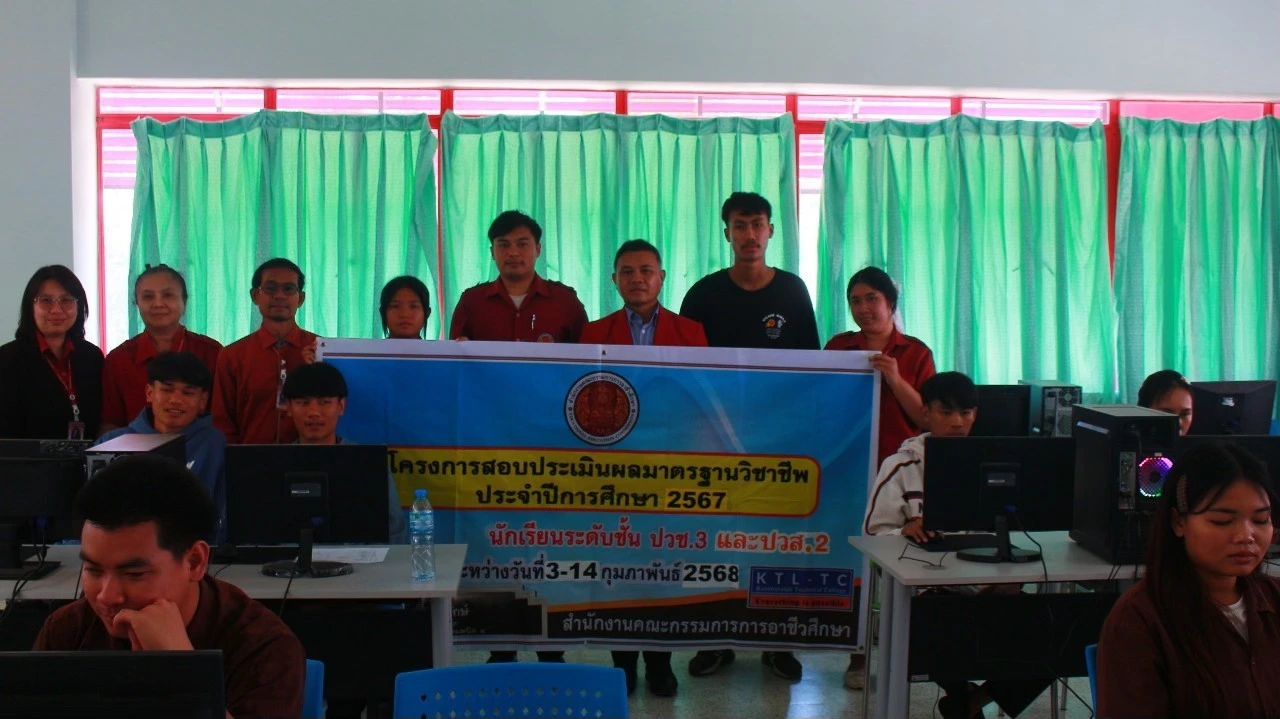 โครงการสอบประเมินผลมาตรฐานวิชาชีพ
ประจำปีการศึกษา 2567
นักเรียนระดับชั้น ปวช.3 และปวส.2
ะหว่างวันที่ 3-14 กุมภาพันธ์ 2568
KTL-TC
Everything is possible
สำนักงานคณะกรรมการการอาชีวศึกษา